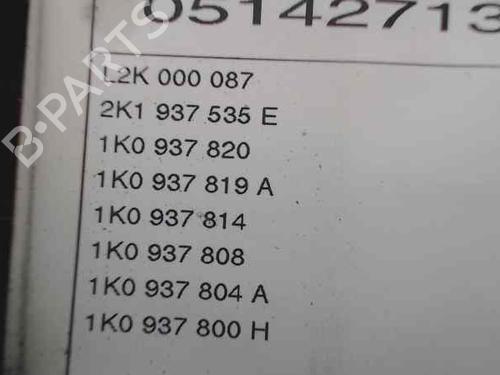 05142713
L2K 000 087
2K1 937 535 E
1K0 937 820
1K0 937 819 A
1K0 937 814
1K0 937 808
1K0 937 804 A
1K0 937 800 H
B-PARTS